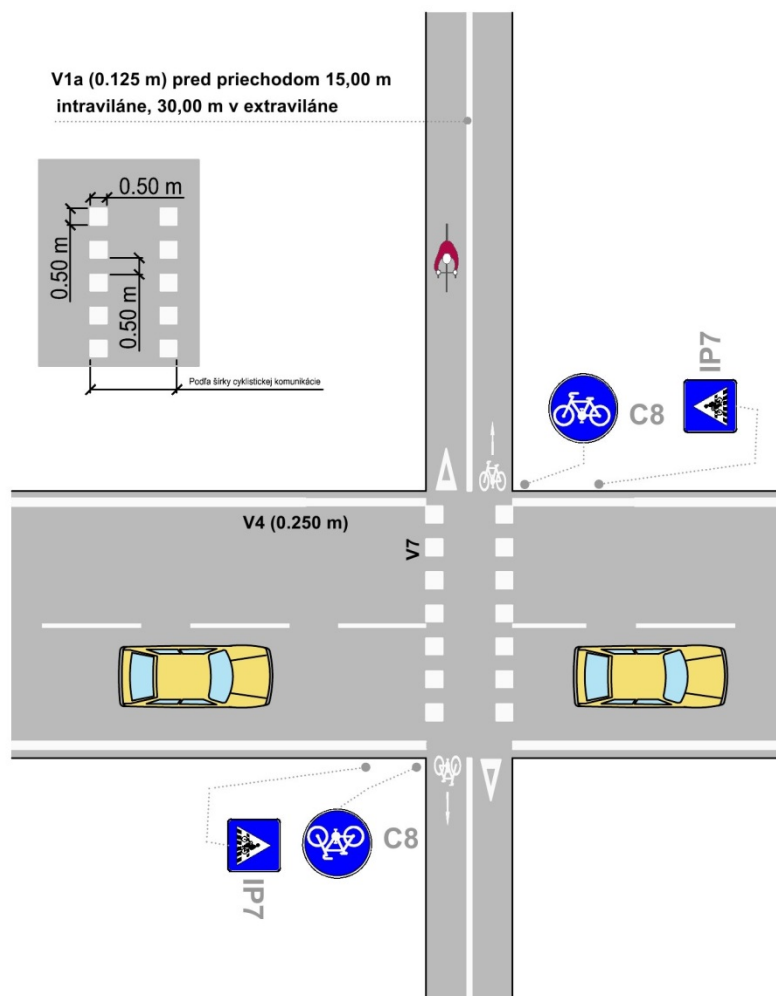 V1a (0.125 m) pred priechodom 15,00 m
intraviláne, 30,00 m v extraviláne
0.50 m
0.50 m
0.50 m
Podľa šírky cyklistickej komunikácie
IP7
C8
V4 (0.250 m)
V7
C8
IP7